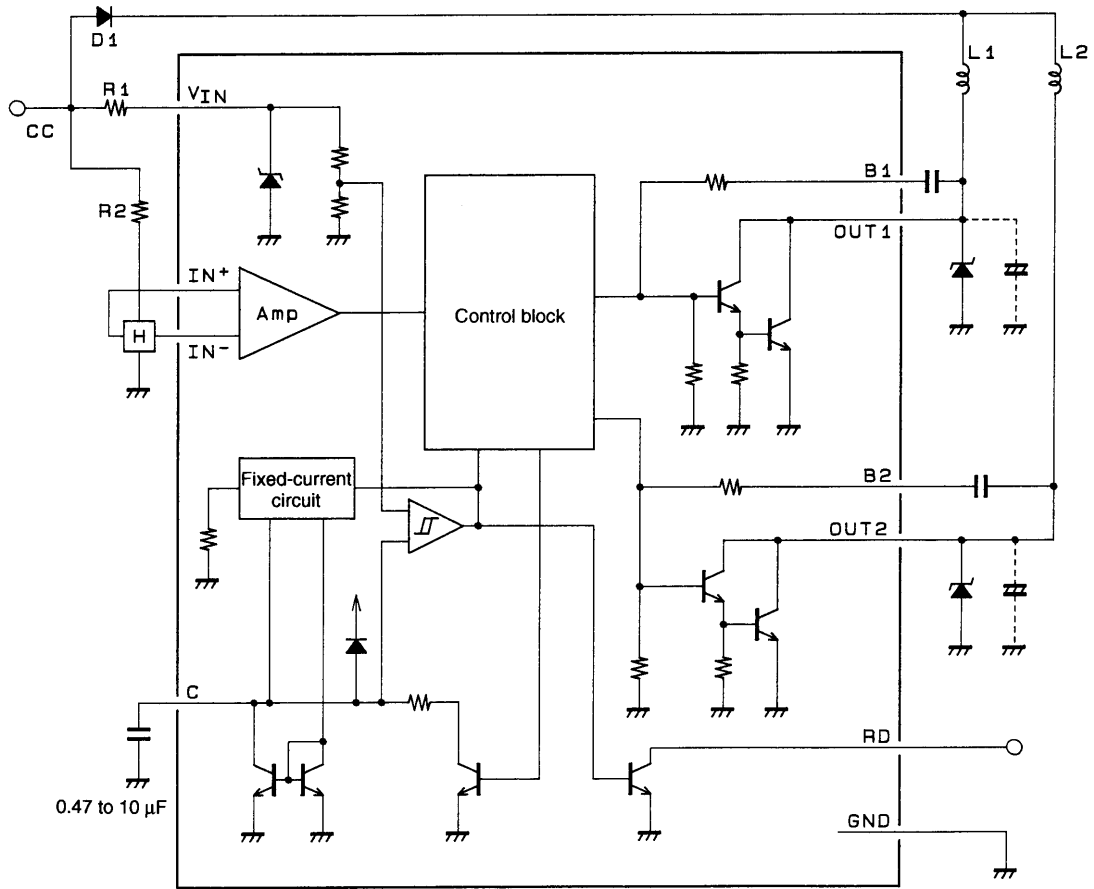 D1
L1
L2
R1
VIN
CC
B1
R2
OUT1
IN+
Amp
Control block
H
IN-
Fixed-current
circuit
B2
OUT2
C
RD
0.47 to 10 µF
GND